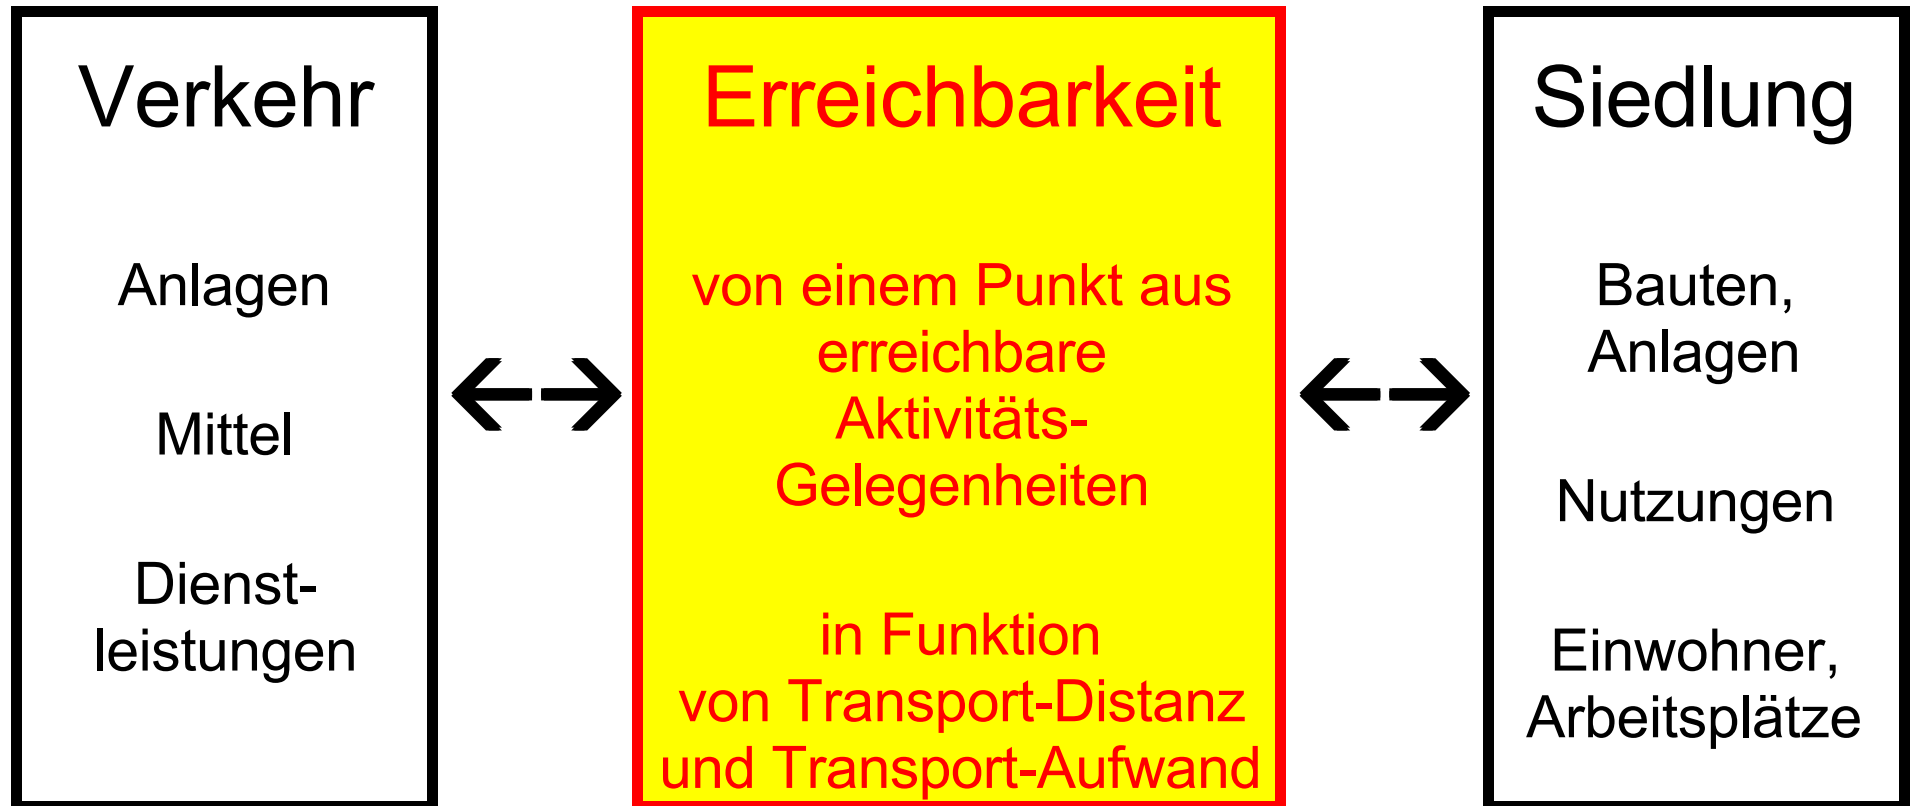 Verkehr
Anlagen
Mittel
Dienst-
leistungen
Erreichbarkeit
von einem Punkt aus
erreichbare
Aktivitäts-
Gelegenheiten
in Funktion
von Transport-Distanz
und Transport-Aufwand
Siedlung
Bauten,
Anlagen
Nutzungen
Einwohner,
Arbeitsplätze